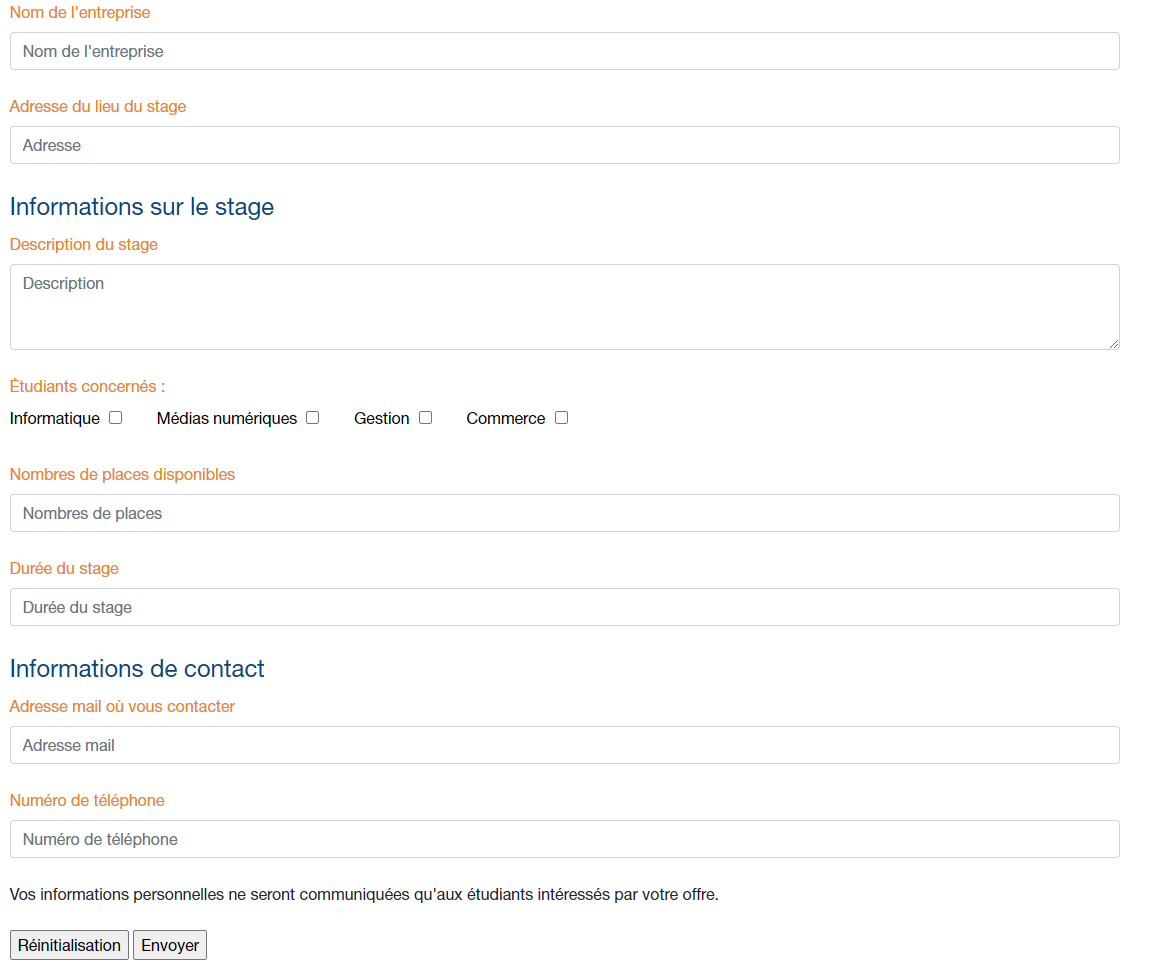 Nom de l'entreprise
Nom de l'entreprise
Adresse du lieu du stage
Adresse
Informations sur le stage
Description du stage
Description
Étudiants concernés :
Informatique Médias numériques Gestion Commerce
Nombres de places disponibles
Nombres de places
Durée du stage
Durée du stage
Informations de contact
Adresse mail où vous contacter
Adresse mail
Numéro de téléphone
Numéro de téléphone
Vos informations personnelles ne seront communiquées qu'aux étudiants intéressés par votre offre.
Réinitialisation Envoyer